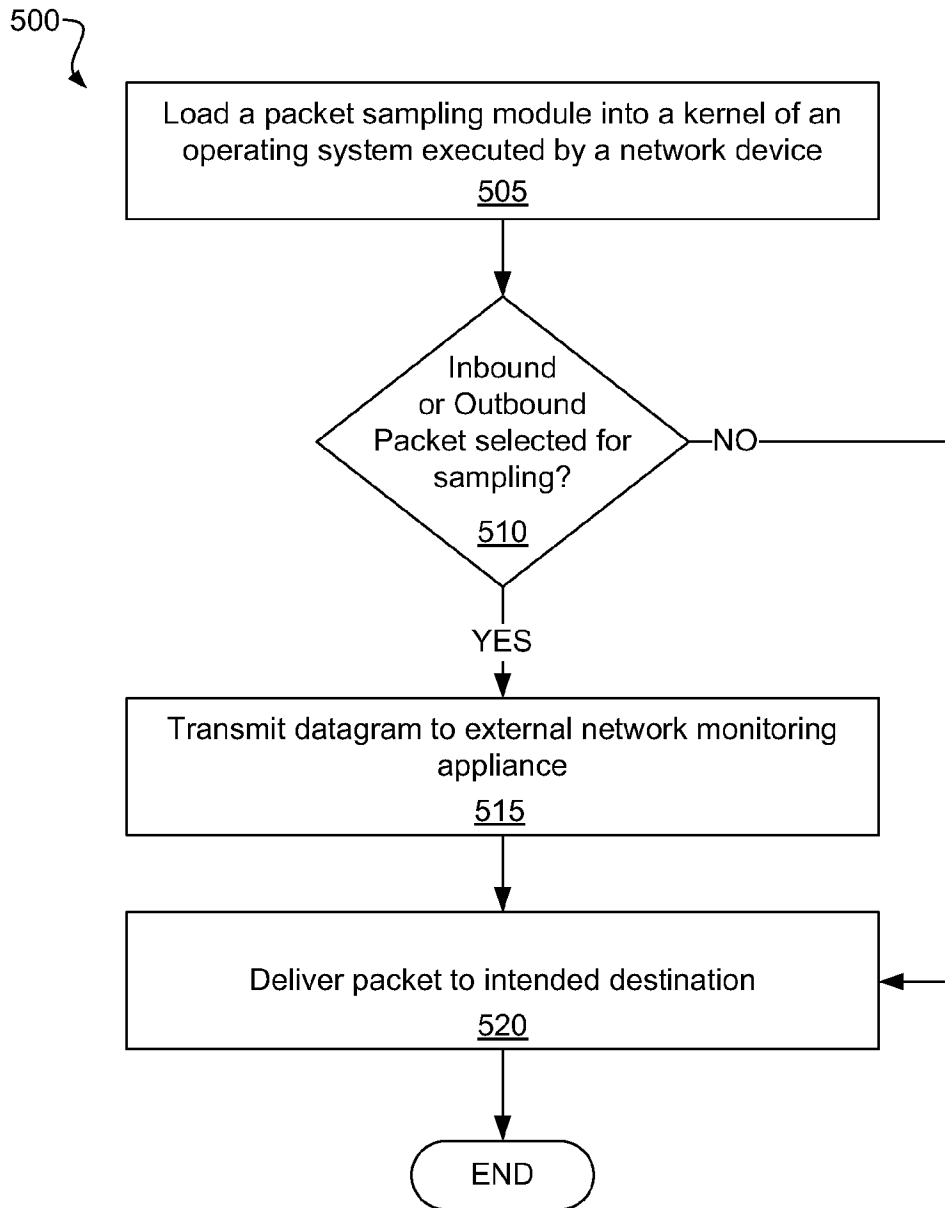 500
Load a packet sampling module into a kernel of an
operating system executed by a network device
505
Inbound
or Outbound
Packet selected for
sampling?
510
NO
YES
Transmit datagram to external network monitoring
appliance
515
Deliver packet to intended destination
520
END